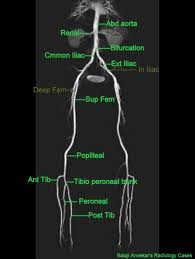 Abd aorta
Renal
Bifurcation
Cmmon Iliac
Ext Iliac
In Iliac
Deep Fem
Sup Fem
Popliteal
Ant Tib
Tibio peroneal trunk
Peroneal
Post Tib
Balaji Anvekar's Radiology Cases